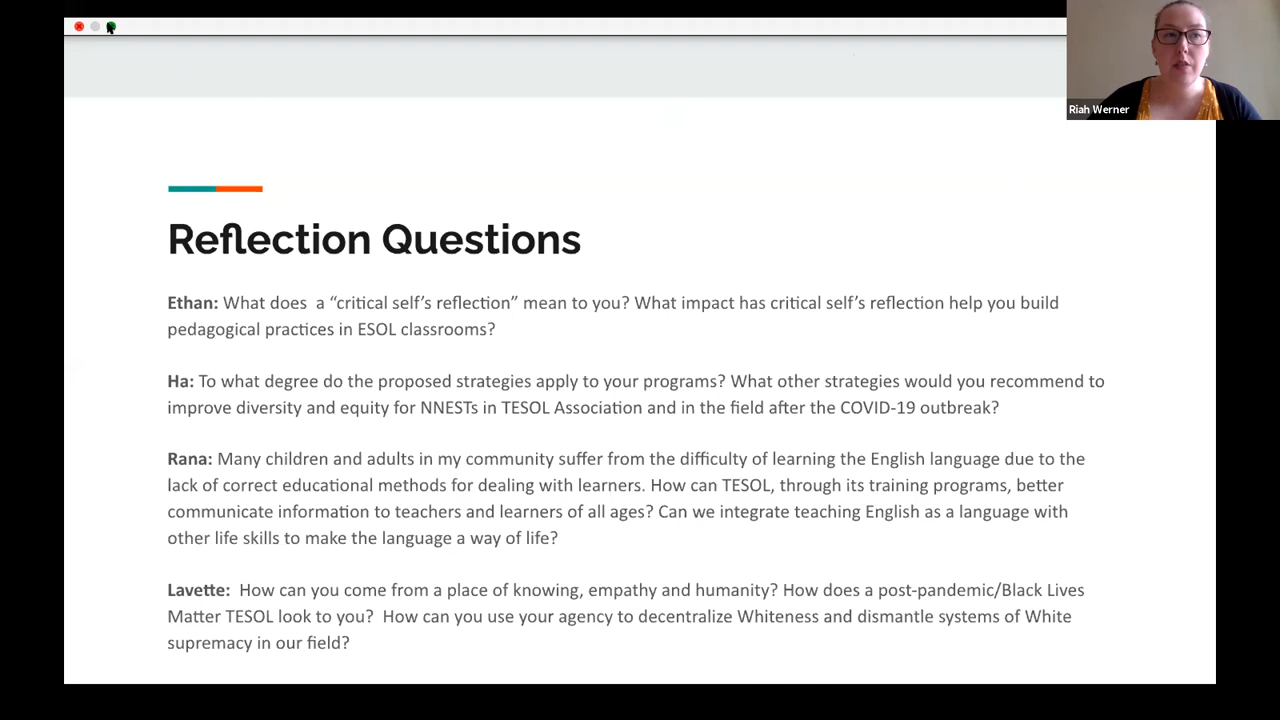 Riah Werner
Reflection Questions
Ethan: What does  a “critical self’s reflection” mean to you? What impact has critical self’s reflection help you build
pedagogical practices in ESOL classrooms?
Ha: To what degree do the proposed strategies apply to your programs? What other strategies would you recommend to
improve diversity and equity for NNESTs in TESOL Association and in the field after the COVID-19 outbreak?
Rana: Many children and adults in my community suffer from the difficulty of learning the English language due to the
lack of correct educational methods for dealing with learners. How can TESOL, through its training programs, better
communicate information to teachers and learners of all ages? Can we integrate teaching English as a language with
other life skills to make the language a way of life?
Lavette:  How can you come from a place of knowing, empathy and humanity? How does a post-pandemic/Black Lives
Matter TESOL look to you?  How can you use your agency to decentralize Whiteness and dismantle systems of White
supremacy in our field?